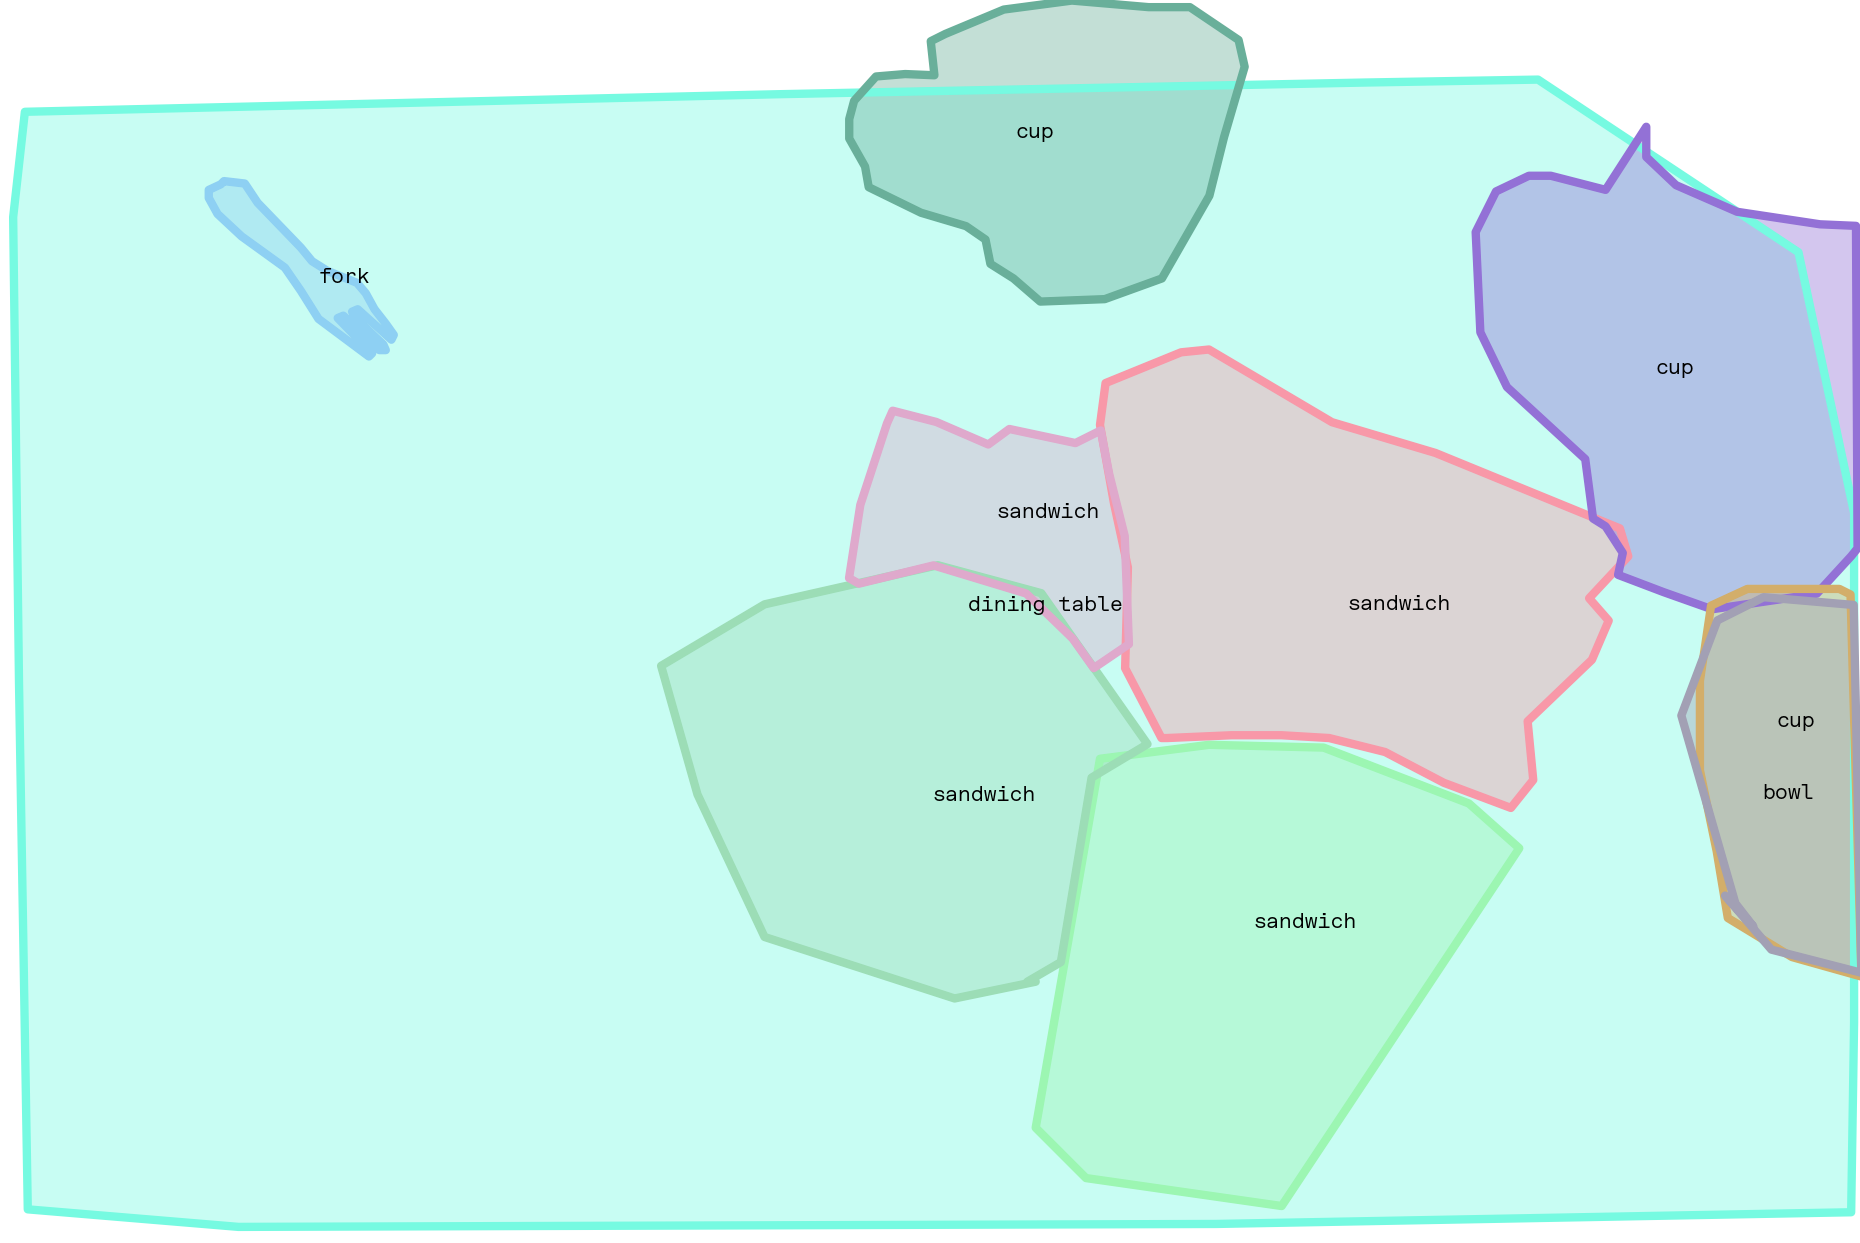 cup
fork
cup
sandwich
sandwich
dining table
cup
bowl
sandwich
sandwich